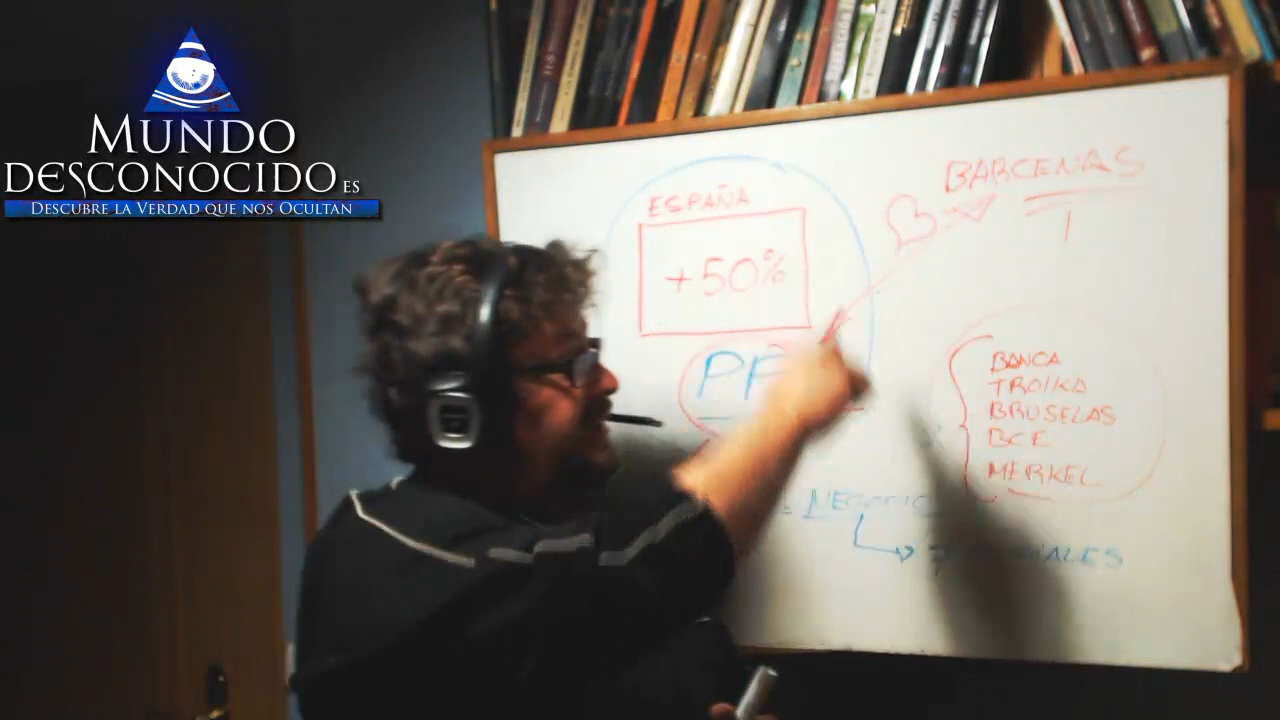 MUNDO
DESCONOCIDO.ES
DESCUBRE LA VERDAD QUE NOS OCULTAN
BARCENAS
ESPAÑA
+50%
PP
B
BANCA
TROIKA
BRUSELAS
BCE
MERKEL
NEGOCIO